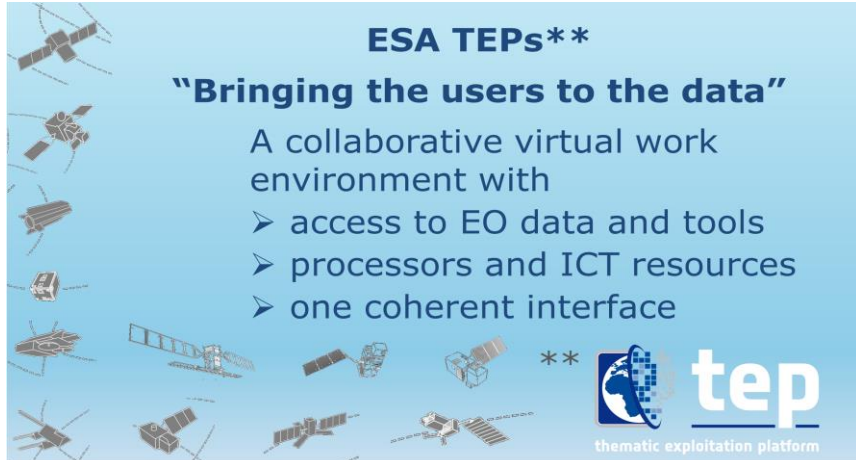 ESA TEPs**
“Bringing the users to the data”
A collaborative virtual work
environment with
➢ access to EO data and tools
➢ processors and ICT resources
➢ one coherent interface
** tep
thematic exploitation platform